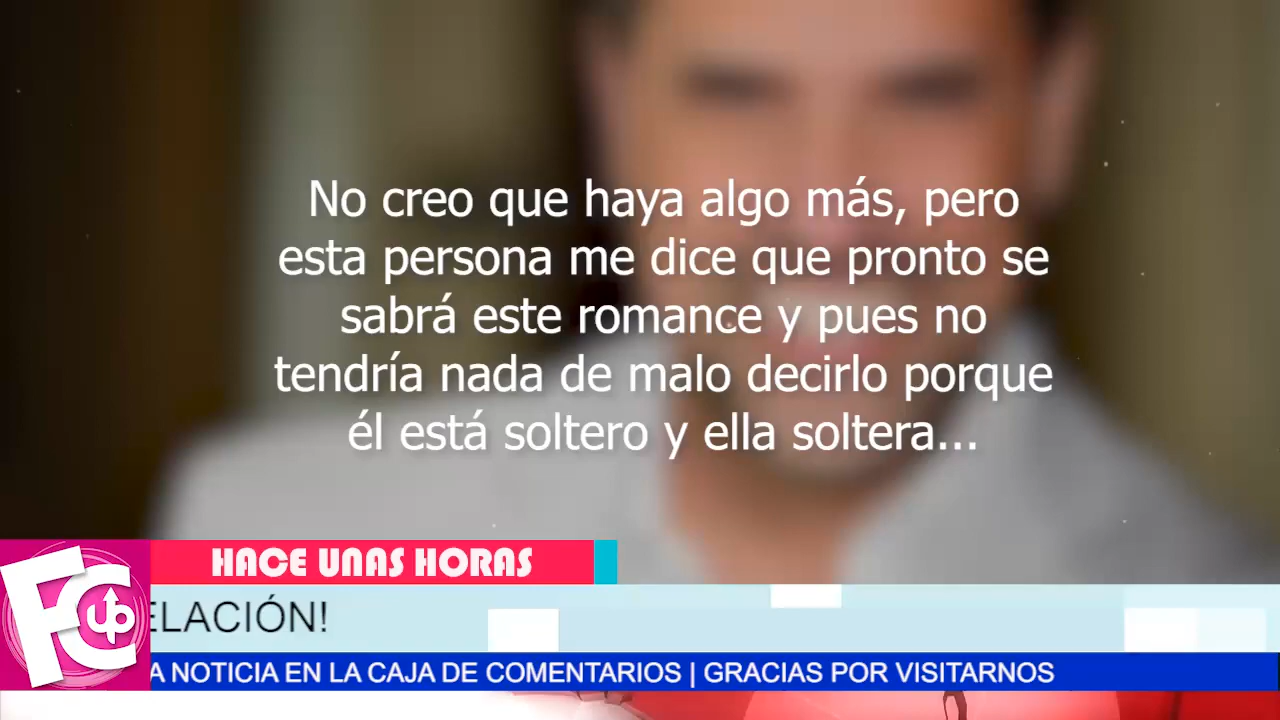 No creo que haya algo más, pero
esta persona me dice que pronto se
sabrá este romance y pues no
tendría nada de malo decirlo porque
él está soltero y ella soltera...
HACE UNAS HORAS
FC up
ELACIÓN!
A NOTICIA EN LA CAJA DE COMENTARIOS | GRACIAS POR VISITARNOS